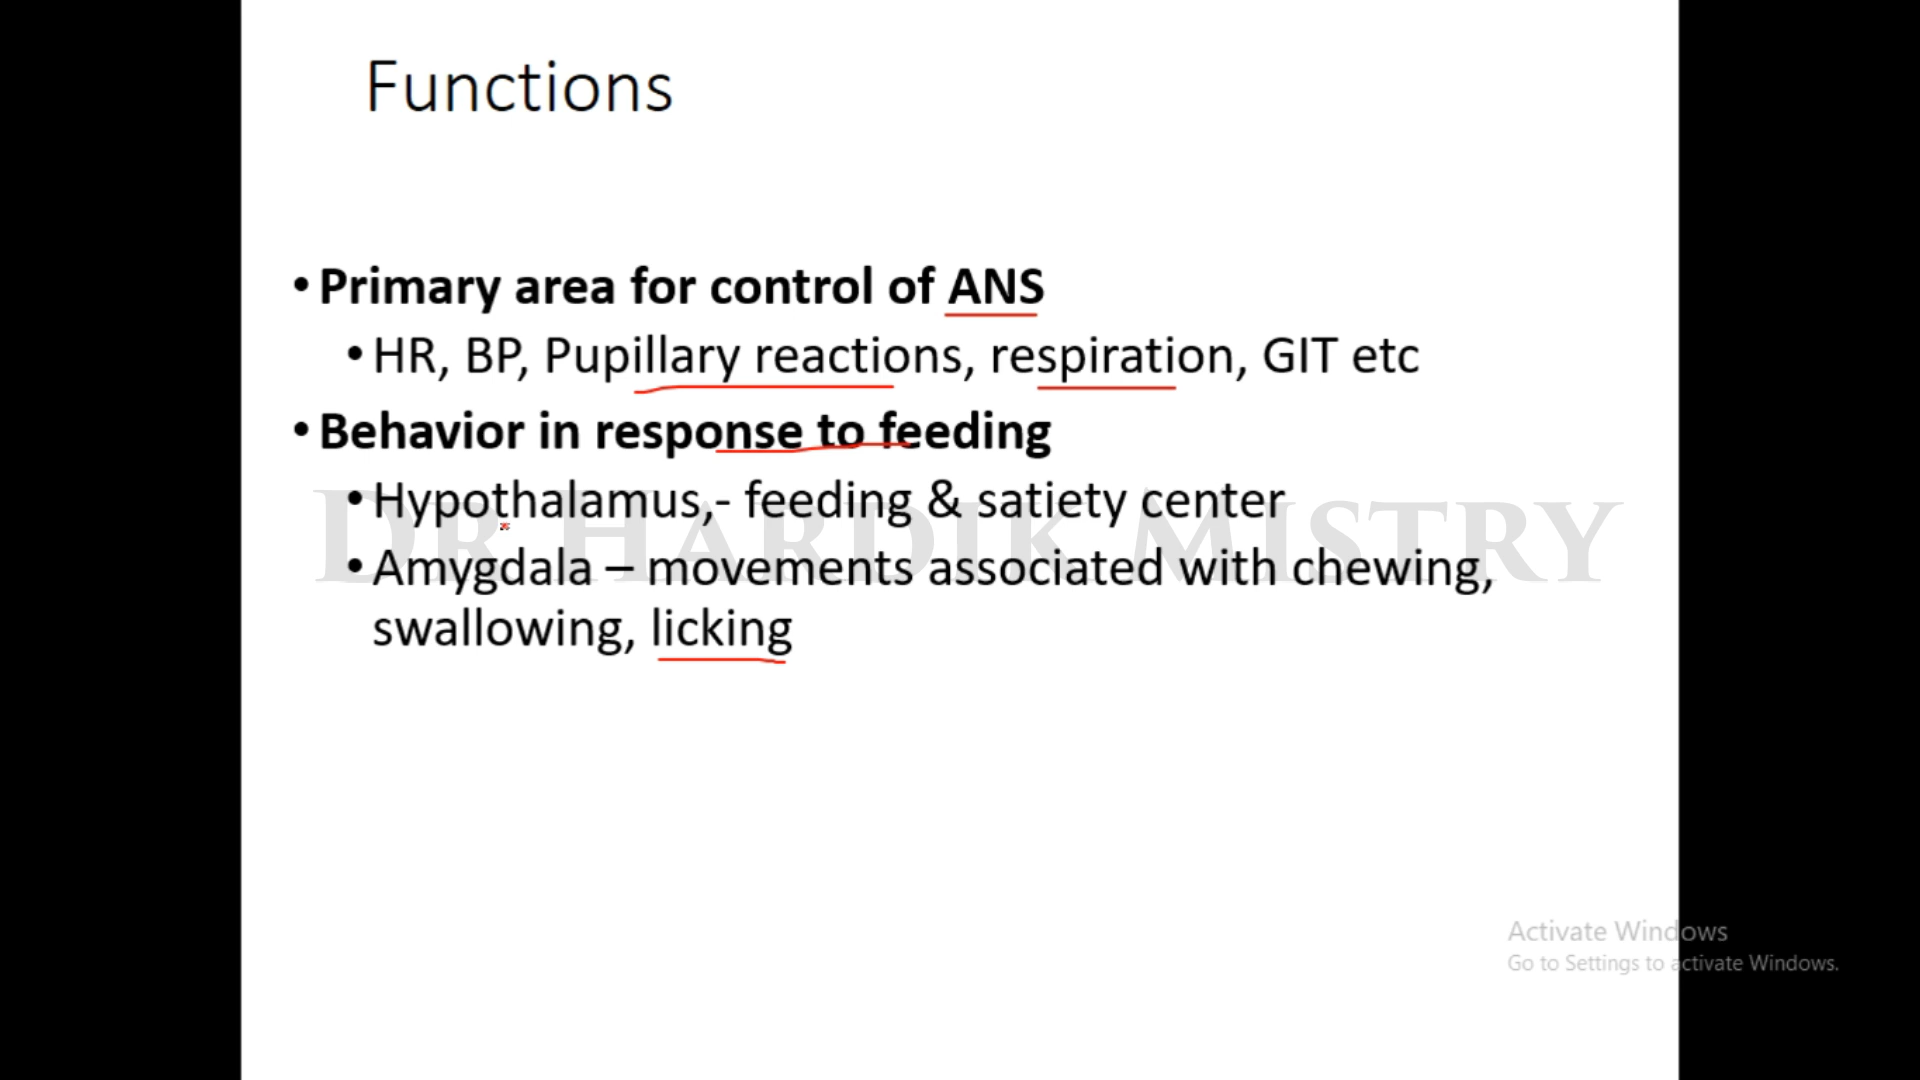 Functions
• Primary area for control of ANS
• HR, BP, Pupillary reactions, respiration, GIT etc
• Behavior in response to feeding
• Hypothalamus,- feeding & satiety center
DR HARDIK MISTRY
• Amygdala – movements associated with chewing,
swallowing, licking
Activate Windows
Go to Settings to activate Windows.